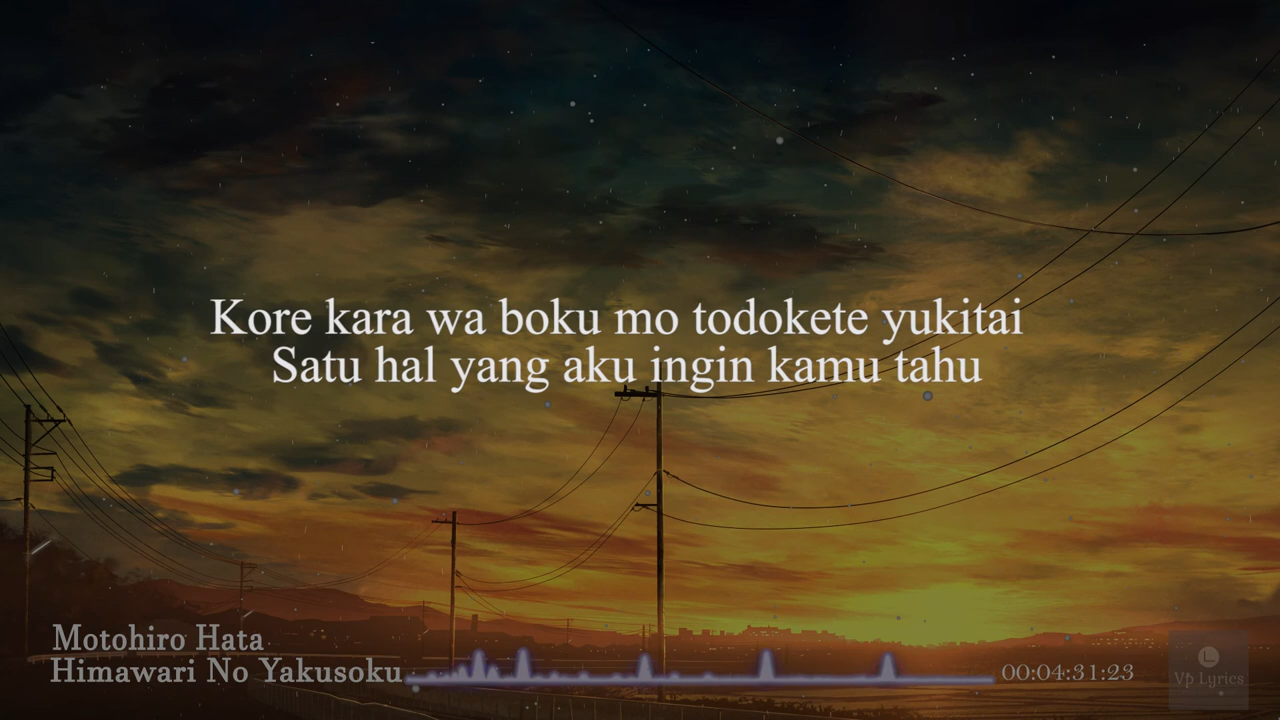 Kore kara wa boku mo todokete yukitai
Satu hal yang aku ingin kamu tahu
Motohiro Hata
Himawari No Yakusoku
00:04:31:23
L
Vp Lyrics